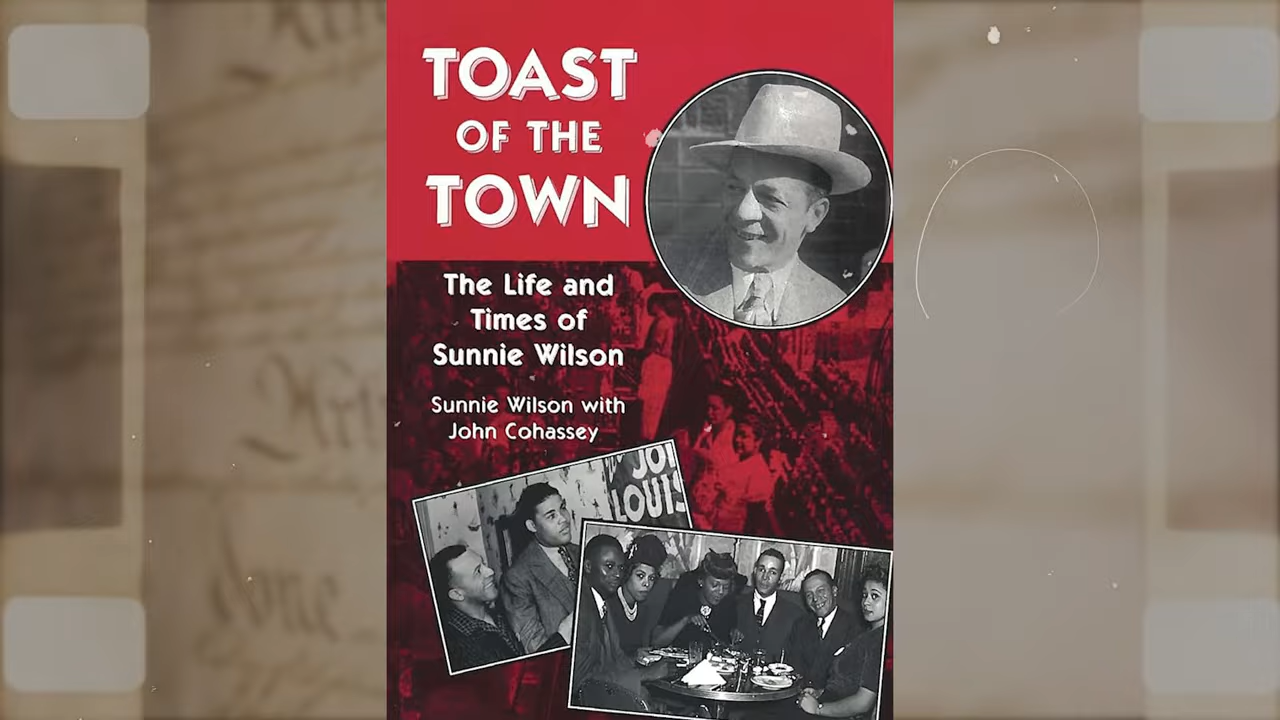 TOAST
OF THE
TOWN
The Life and
Times of
Sunnie Wilson
Sunnie Wilson with
John Cohassey
LOUIS